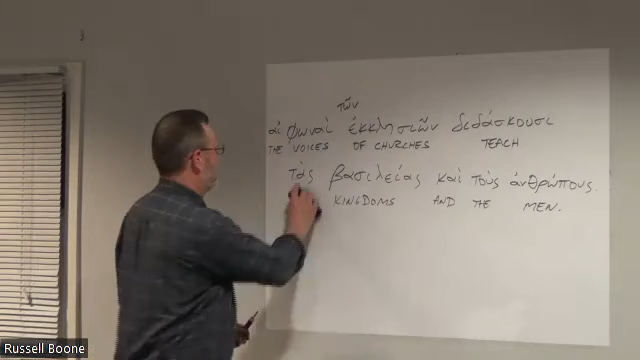 τῶν
αἱ φωναὶ ἐκκλησιῶν διδάσκουσι
THE VOICES OF CHURCHES TEACH
τὰς βασιλείας καὶ τοὺς ἀνθρώπους.
KINGDOMS AND THE MEN.
Russell Boone